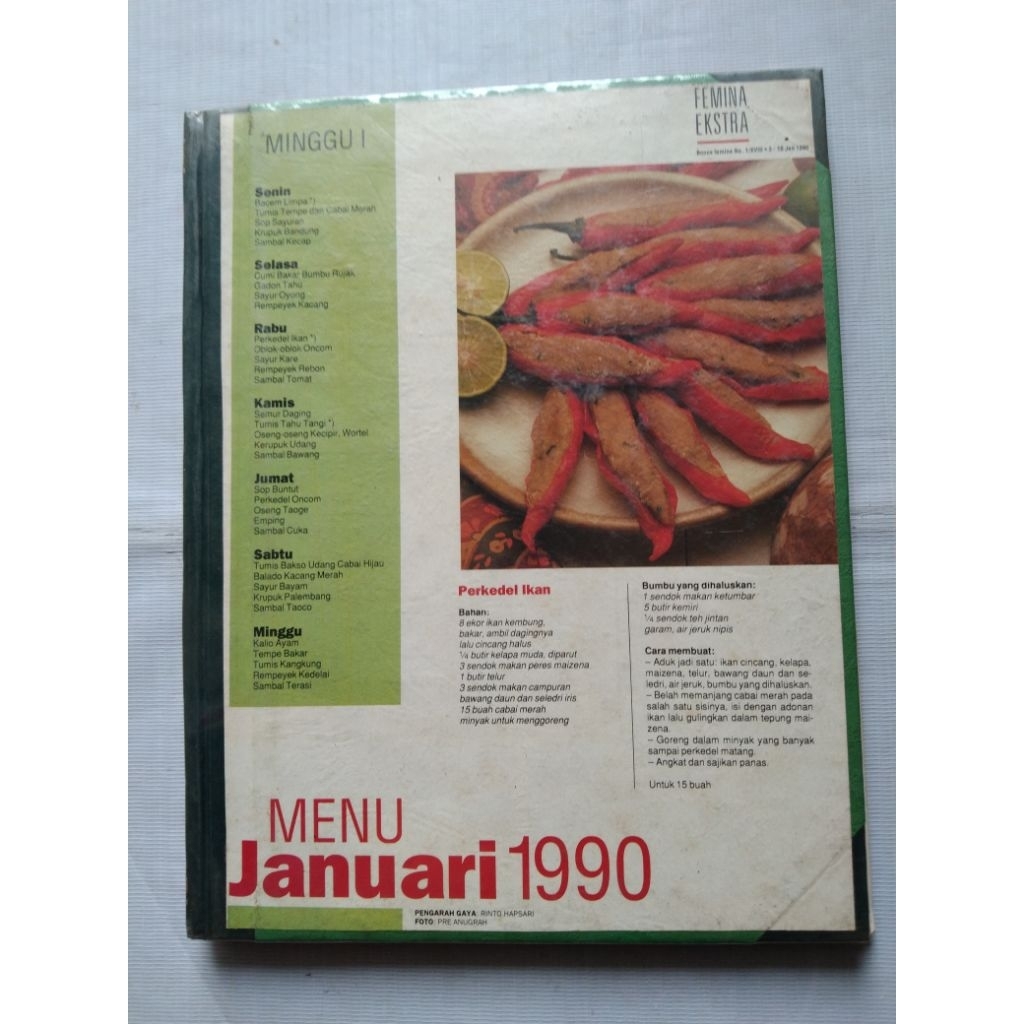 MINGGU I
FEMINA
EKSTRA
Bonus femina No. 1/XVIII • 3 - 10 Jan 1990
Senin
Bacem Limpa *)
Tumis Tempe dan Cabai Merah
Sop Sayuran
Krupuk Bandung
Sambal Kecap
Selasa
Cumi Bakar Bumbu Rujak
Gadon Tahu
Sayur Oyong
Rempeyek Kacang
Rabu
Perkedel Ikan *)
Oblok-oblok Oncom
Sayur Kare
Rempeyek Rebon
Sambal Tomat
Kamis
Semur Daging
Tumis Tahu Tangi *)
Oseng-oseng Kecipir, Wortel
Kerupuk Udang
Sambal Bawang
Jumat
Sop Buntut
Perkedel Oncom
Oseng Taoge
Emping
Sambal Cuka
Sabtu
Tumis Bakso Udang Cabai Hijau
Balado Kacang Merah
Sayur Bayam
Krupuk Palembang
Sambal Taoco
Minggu
Kalio Ayam
Tempe Bakar
Tumis Kangkung
Rempeyek Kedelai
Sambal Terasi
Perkedel Ikan
Bahan:
8 ekor ikan kembung,
bakar, ambil dagingnya
lalu cincang halus
¼ butir kelapa muda, diparut
3 sendok makan peres maizena
1 butir telur
3 sendok makan campuran
bawang daun dan seledri iris
15 buah cabai merah
minyak untuk menggoreng
Bumbu yang dihaluskan:
1 sendok makan ketumbar
5 butir kemiri
¼ sendok teh jintan
garam, air jeruk nipis
Cara membuat:
– Aduk jadi satu: ikan cincang, kelapa,
maizena, telur, bawang daun dan se-
ledri, air jeruk, bumbu yang dihaluskan.
– Belah memanjang cabai merah pada
salah satu sisinya, isi dengan adonan
ikan lalu gulingkan dalam tepung mai-
zena.
– Goreng dalam minyak yang banyak
sampai perkedel matang.
– Angkat dan sajikan panas.
Untuk 15 buah
MENU
Januari 1990
PENGARAH GAYA: RINTO HAPSARI
FOTO: PRE ANUGRAH